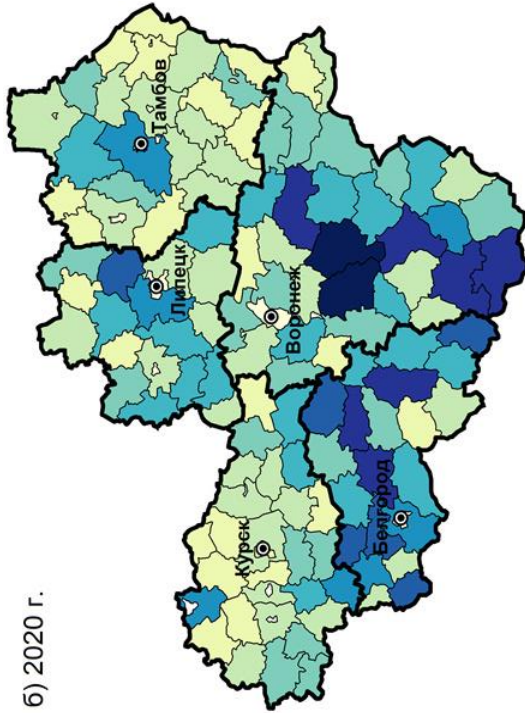 б) 2020 г.
Тамбов
Липецк
Воронеж
Курск
Белгород